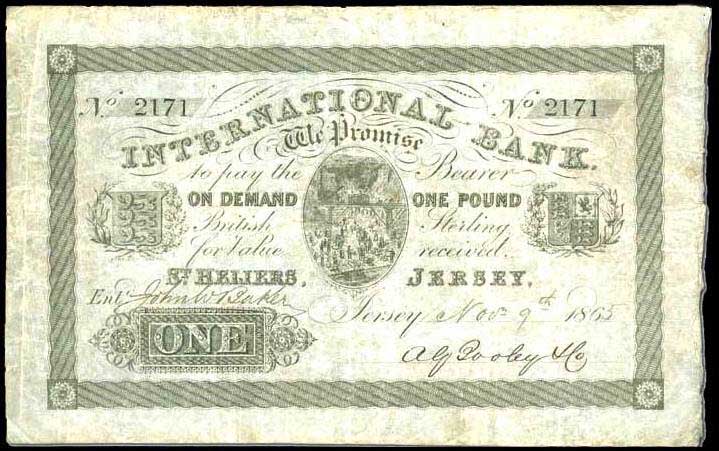 No 2171 No 2171
INTERNATIONAL BANK.
We Promise
to pay the Bearer
ON DEMAND ONE POUND
British Sterling
for Value received.
ST HELIERS, JERSEY.
Entd John W Baker
Jersey Nov 9th 1865
ONE
A G Pooley & Co